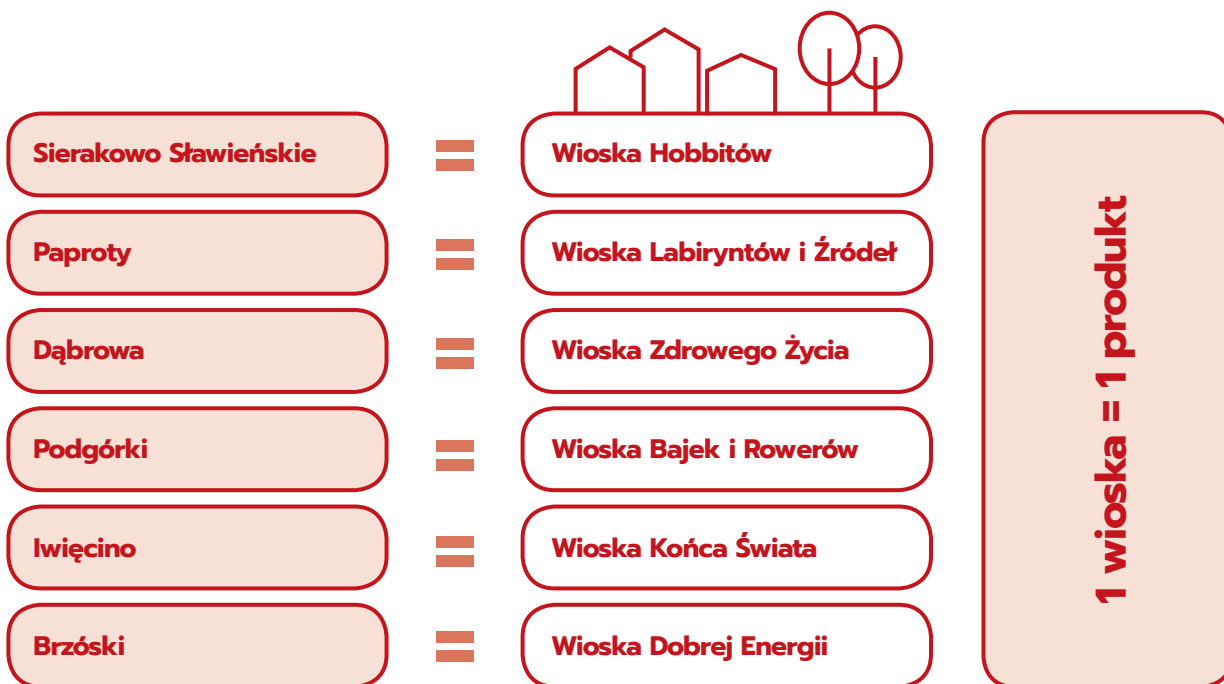 Sierakowo Sławieńskie = Wioska Hobbitów
Paproty = Wioska Labiryntów i Źródeł
Dąbrowa = Wioska Zdrowego Życia
Podgórki = Wioska Bajek i Rowerów
Iwięcino = Wioska Końca Świata
Brzóski = Wioska Dobrej Energii
1 wioska = 1 produkt